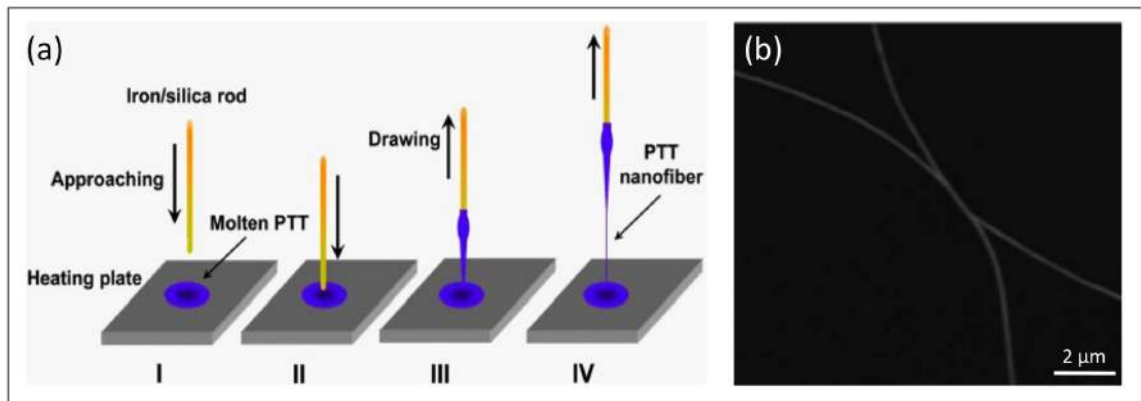 (a)
Iron/silica rod
Approaching
Molten PTT
Heating plate
Drawing
PTT
nanofiber
I
II
III
IV
(b)
2 μm